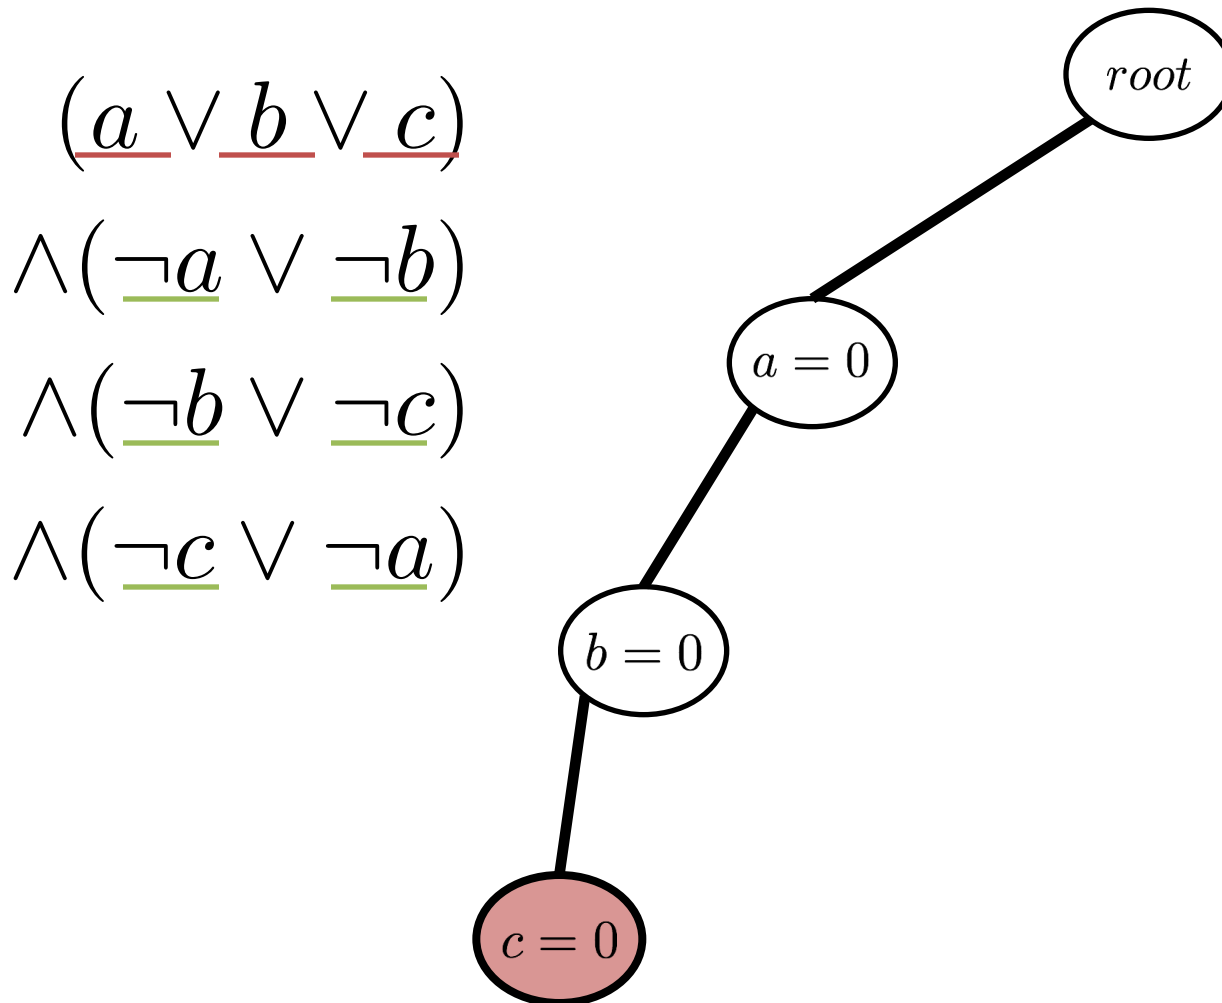 (a ∨ b ∨ c)
∧(¬a ∨ ¬b)
∧(¬b ∨ ¬c)
∧(¬c ∨ ¬a)
root
a = 0
b = 0
c = 0